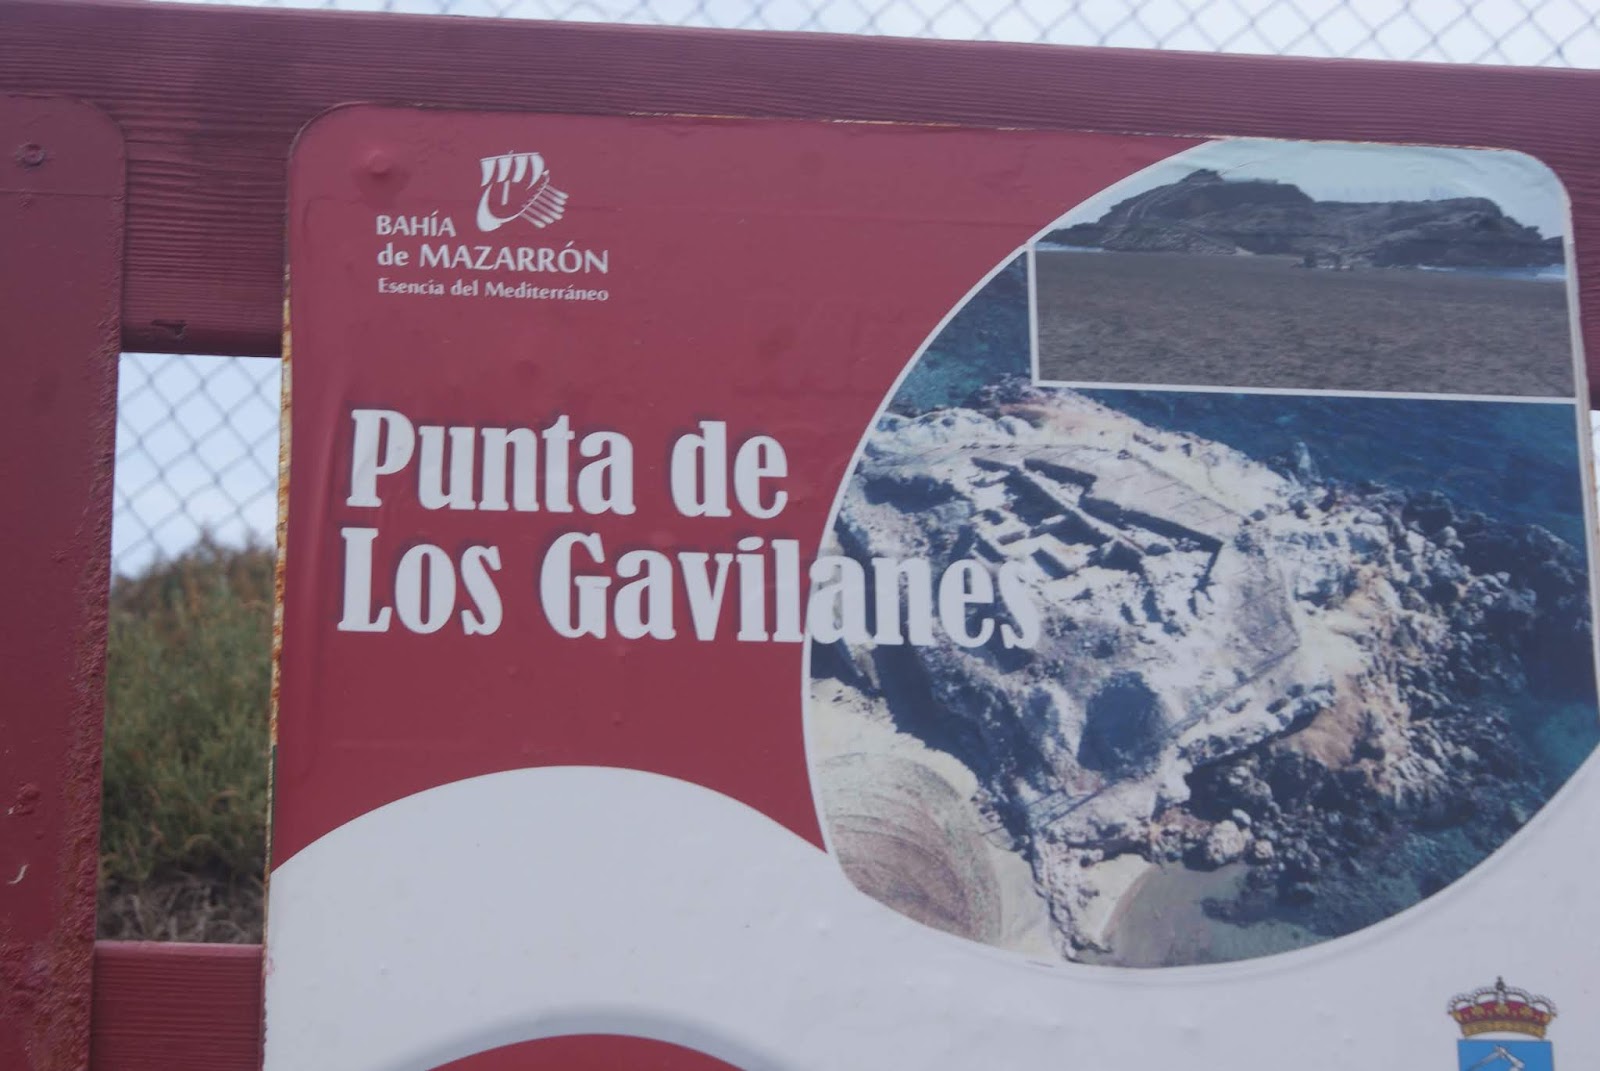 BAHÍA
de MAZARRÓN
Esencia del Mediterráneo
Punta de
Los Gavilanes